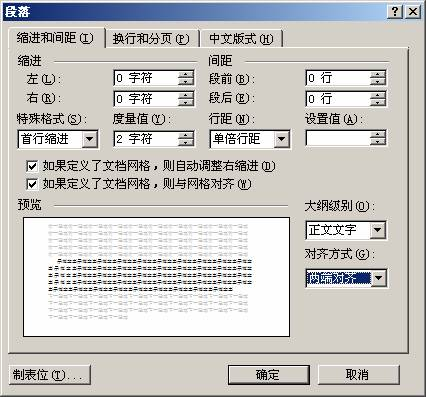 段落
缩进和间距(I)
换行和分页(P)
中文版式(H)
缩进
间距
左(L):
0 字符
段前(B):
0 行
右(R):
0 字符
段后(E):
0 行
特殊格式(S):
度量值(Y):
行距(N):
设置值(A):
首行缩进
2 字符
单倍行距
如果定义了文档网格，则自动调整右缩进(D)
如果定义了文档网格，则与网格对齐(W)
预览
大纲级别(O):
正文文字
对齐方式(G):
两端对齐
制表位(T)...
确定
取消